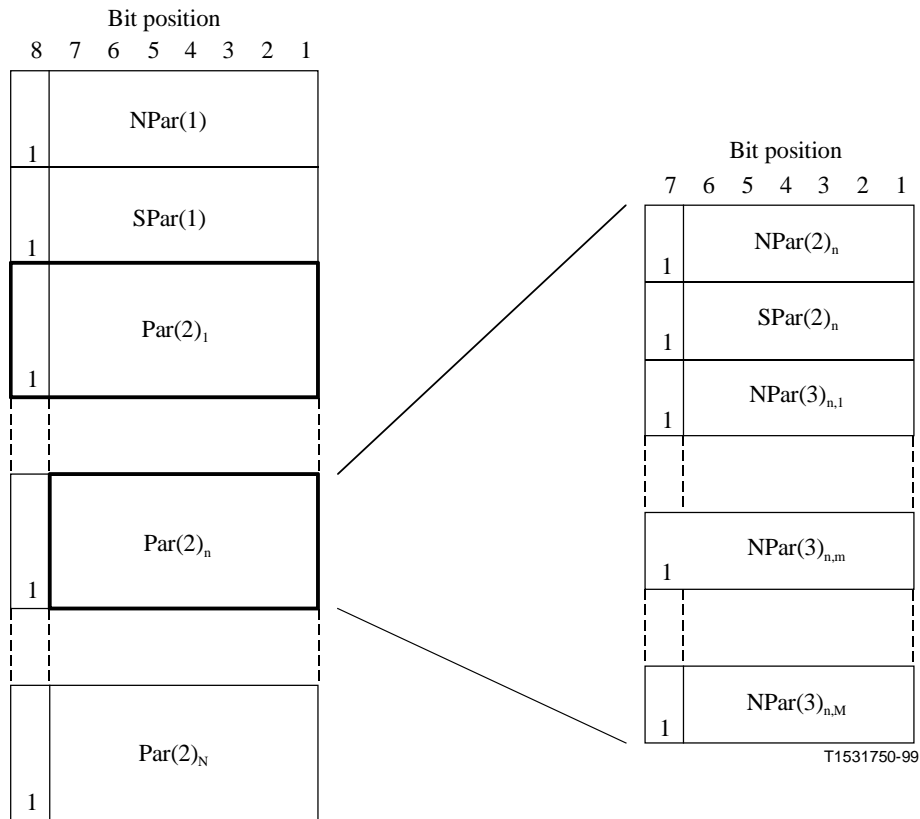 Bit position
8 7 6 5 4 3 2 1
NPar(1)
1
SPar(1)
1
Par(2)₁
1
Par(2)ₙ
1
Par(2)N
1
Bit position
7 6 5 4 3 2 1
NPar(2)ₙ
1
SPar(2)ₙ
1
NPar(3)n,1
1
NPar(3)n,m
1
NPar(3)n,M
1
T1531750-99